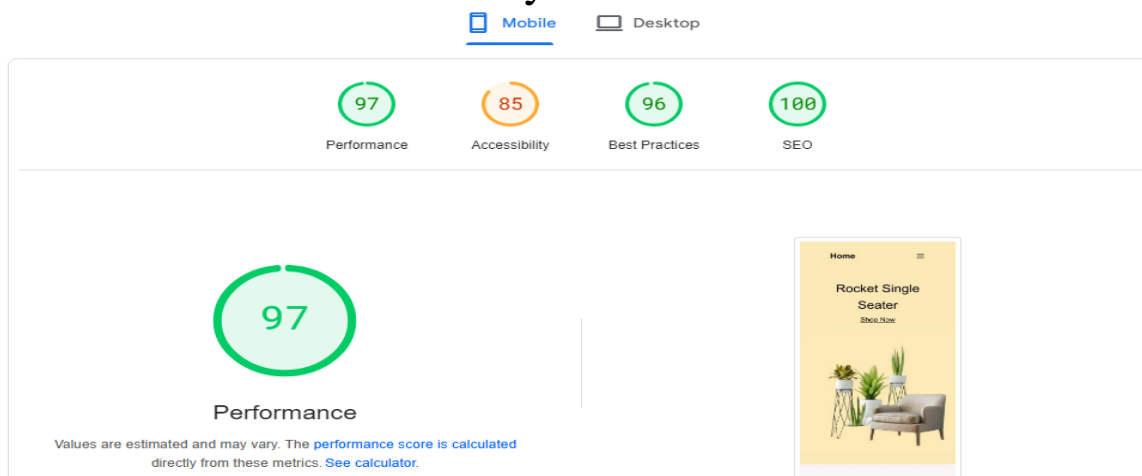 Mobile Desktop
97 85 96 100
Performance Accessibility Best Practices SEO
97
Performance
Values are estimated and may vary. The performance score is calculated
directly from these metrics. See calculator.
Home
Rocket Single
Seater
Shop Now